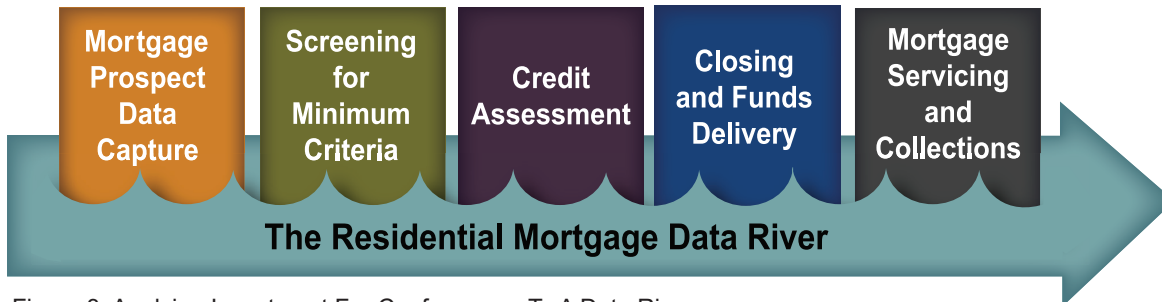 Mortgage
Prospect
Data
Capture
Screening
for
Minimum
Criteria
Credit
Assessment
Closing
and Funds
Delivery
Mortgage
Servicing
and
Collections
The Residential Mortgage Data River